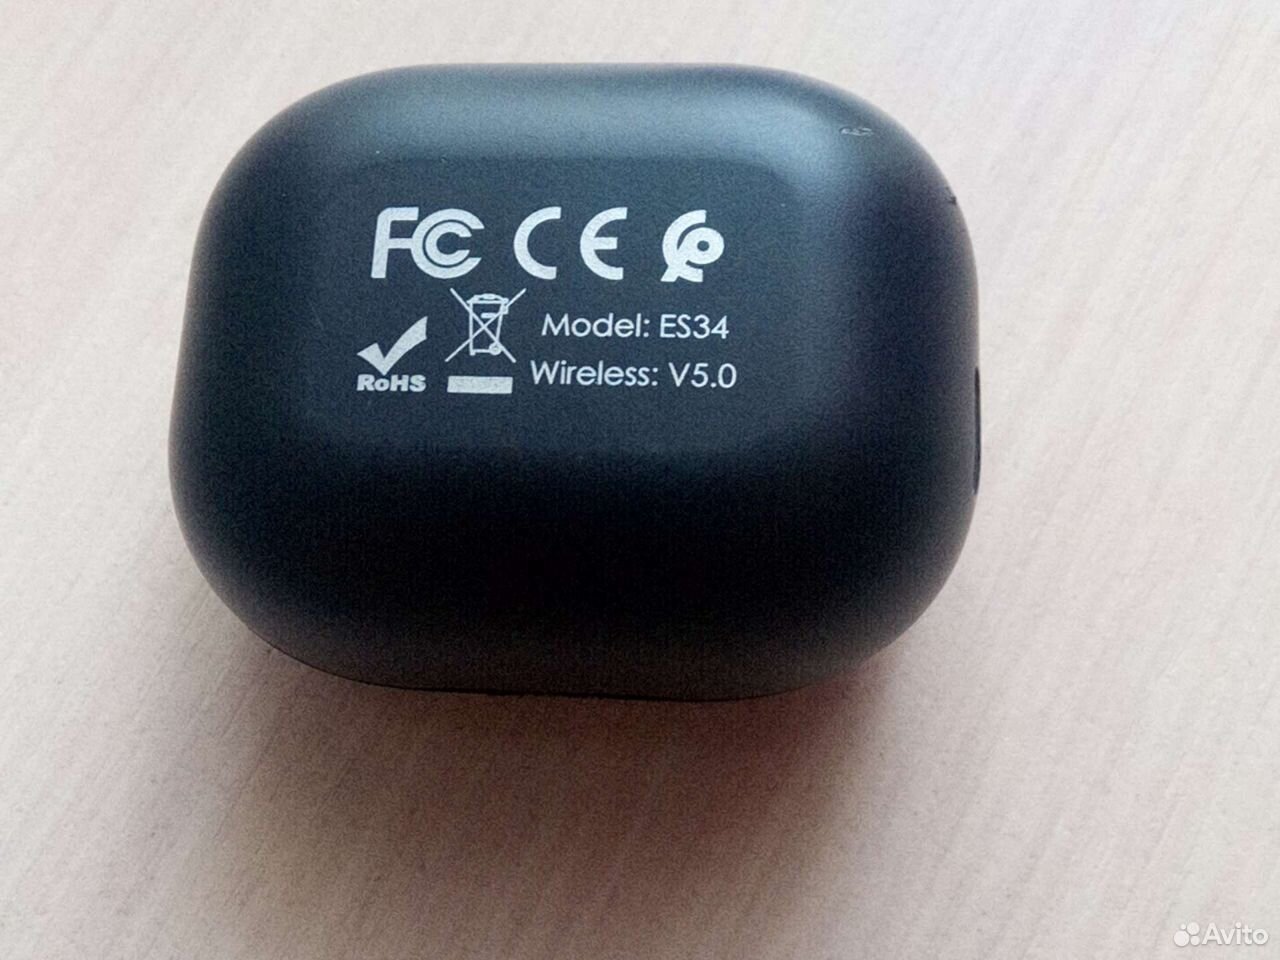 FC CE
Model: ES34
RoHS
Wireless: V5.0
Avito